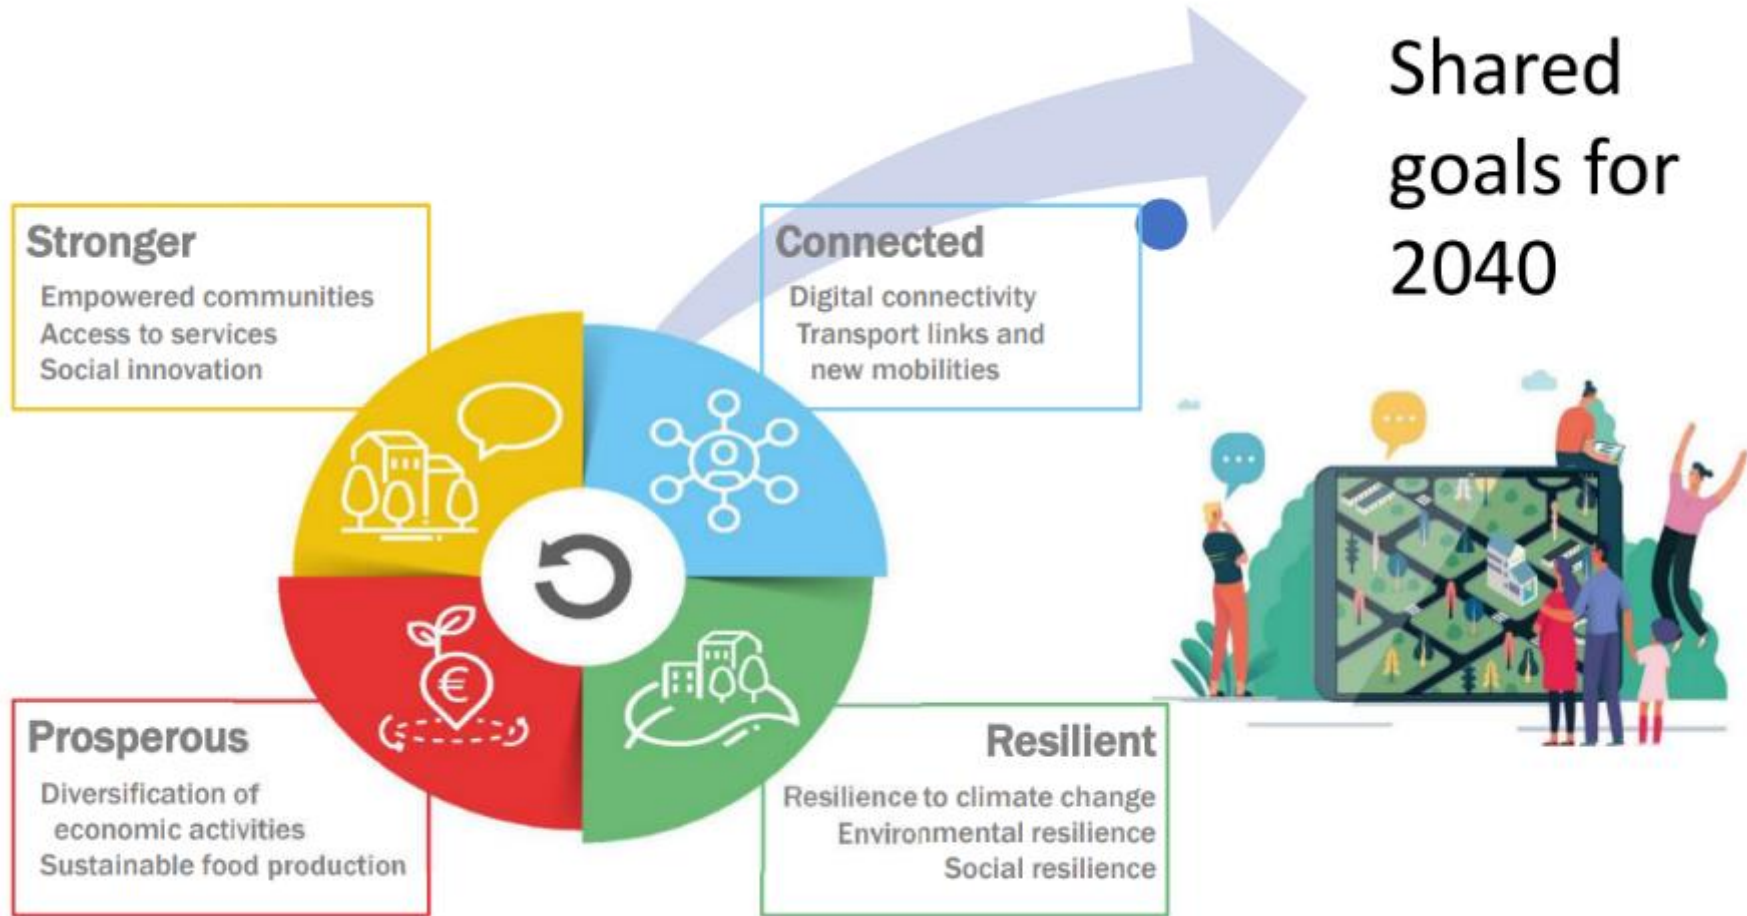 Shared
goals for
2040
Stronger
Empowered communities
Access to services
Social innovation
Connected
Digital connectivity
Transport links and
new mobilities
€
Prosperous
Diversification of
economic activities
Sustainable food production
Resilient
Resilience to climate change
Environmental resilience
Social resilience